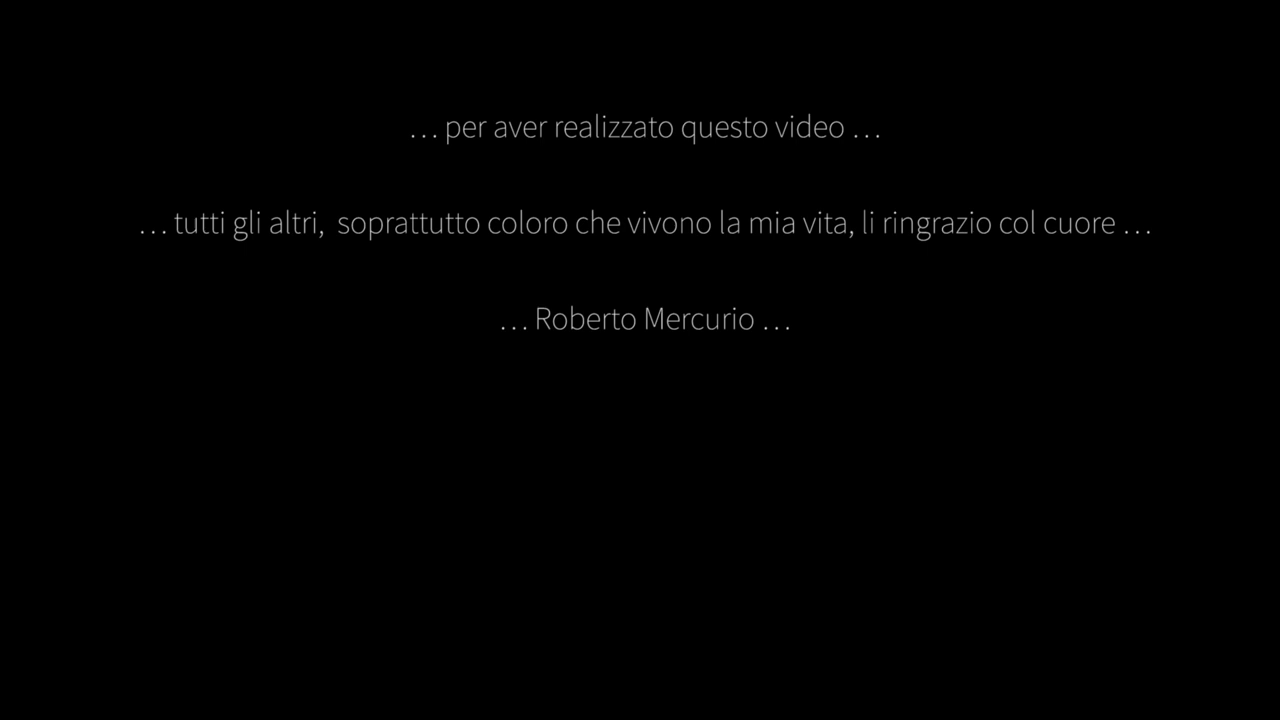 … per aver realizzato questo video …
… tutti gli altri,  soprattutto coloro che vivono la mia vita, li ringrazio col cuore …
… Roberto Mercurio …